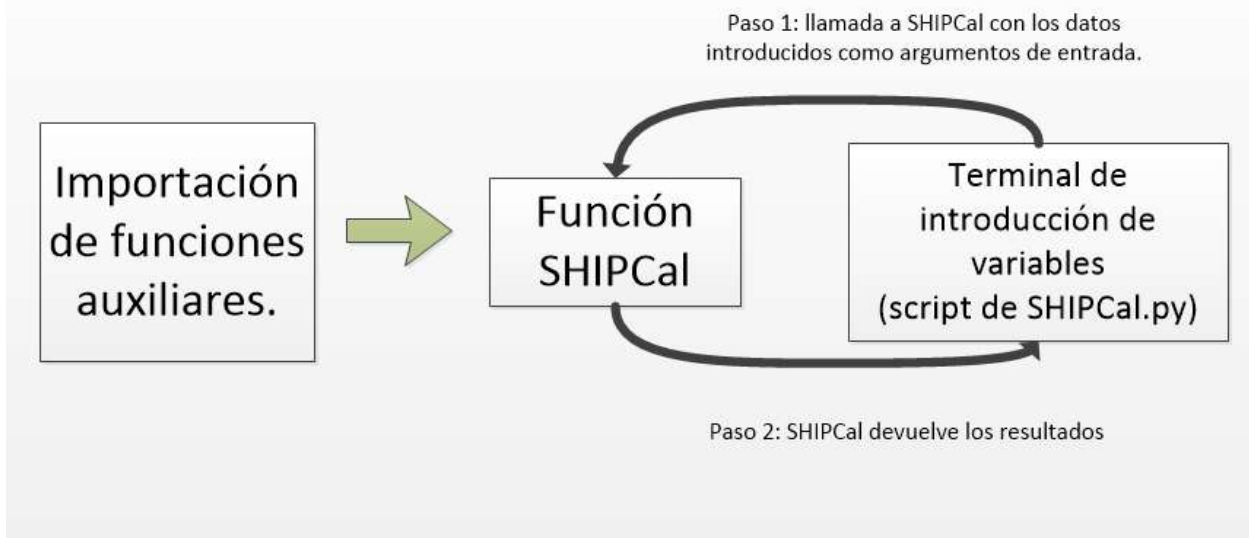 Paso 1: llamada a SHIPCal con los datos
introducidos como argumentos de entrada.
Importación
de funciones
auxiliares.
Función
SHIPCal
Terminal de
introducción de
variables
(script de SHIPCal.py)
Paso 2: SHIPCal devuelve los resultados